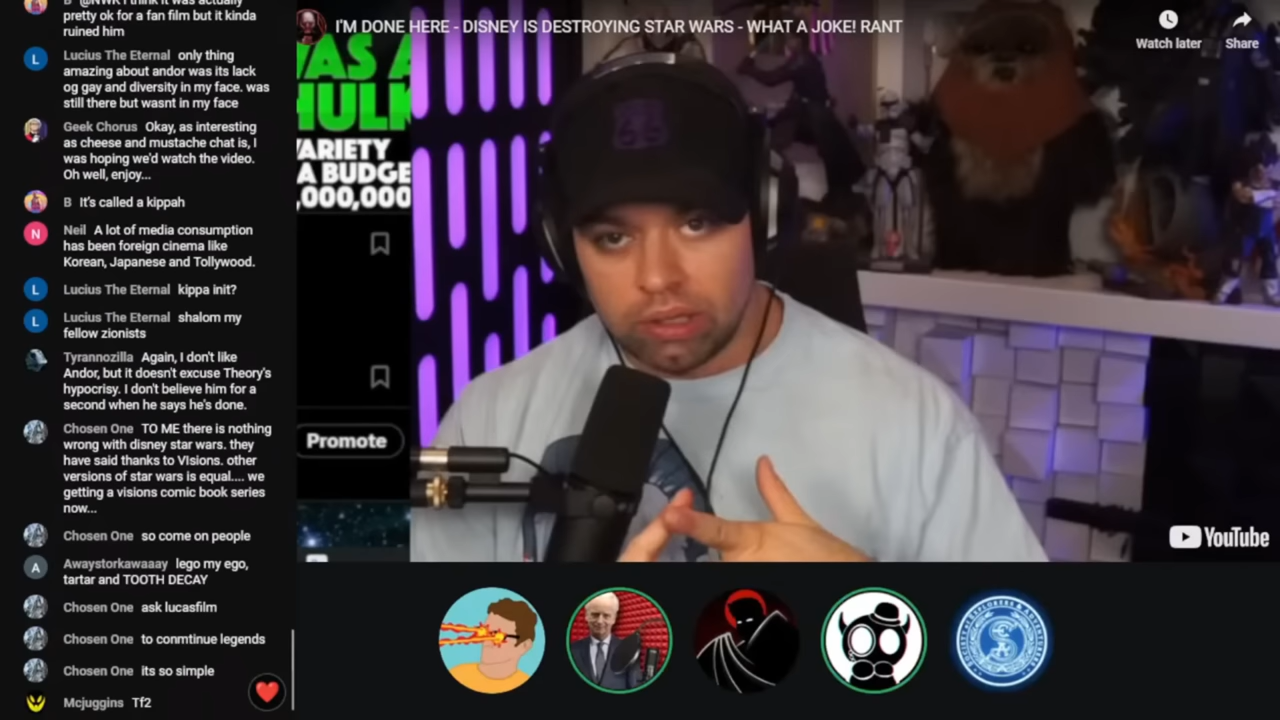 B @NWK I think it was actually
pretty ok for a fan film but it kinda
ruined him
Lucius The Eternal only thing
amazing about andor was its lack
og gay and diversity in my face. was
still there but wasnt in my face
Geek Chorus Okay, as interesting
as cheese and mustache chat is, I
was hoping we'd watch the video.
Oh well, enjoy...
B It's called a kippah
Neil A lot of media consumption
has been foreign cinema like
Korean, Japanese and Tollywood.
Lucius The Eternal kippa init?
Lucius The Eternal shalom my
fellow zionists
Tyrannozilla Again, I don't like
Andor, but it doesn't excuse Theory's
hypocrisy. I don't believe him for a
second when he says he's done.
Chosen One TO ME there is nothing
wrong with disney star wars. they
have said thanks to VIsions. other
versions of star wars is equal.... we
getting a visions comic book series
now...
Chosen One so come on people
Awaystorkawaaay lego my ego,
tartar and TOOTH DECAY
Chosen One ask lucasfilm
Chosen One to conmtinue legends
Chosen One its so simple
Mcjuggins Tf2
I'M DONE HERE - DISNEY IS DESTROYING STAR WARS - WHAT A JOKE! RANT
Watch later
Share
WAS A
HULK
VARIETY
A BUDGE
,000,000
Promote
YouTube